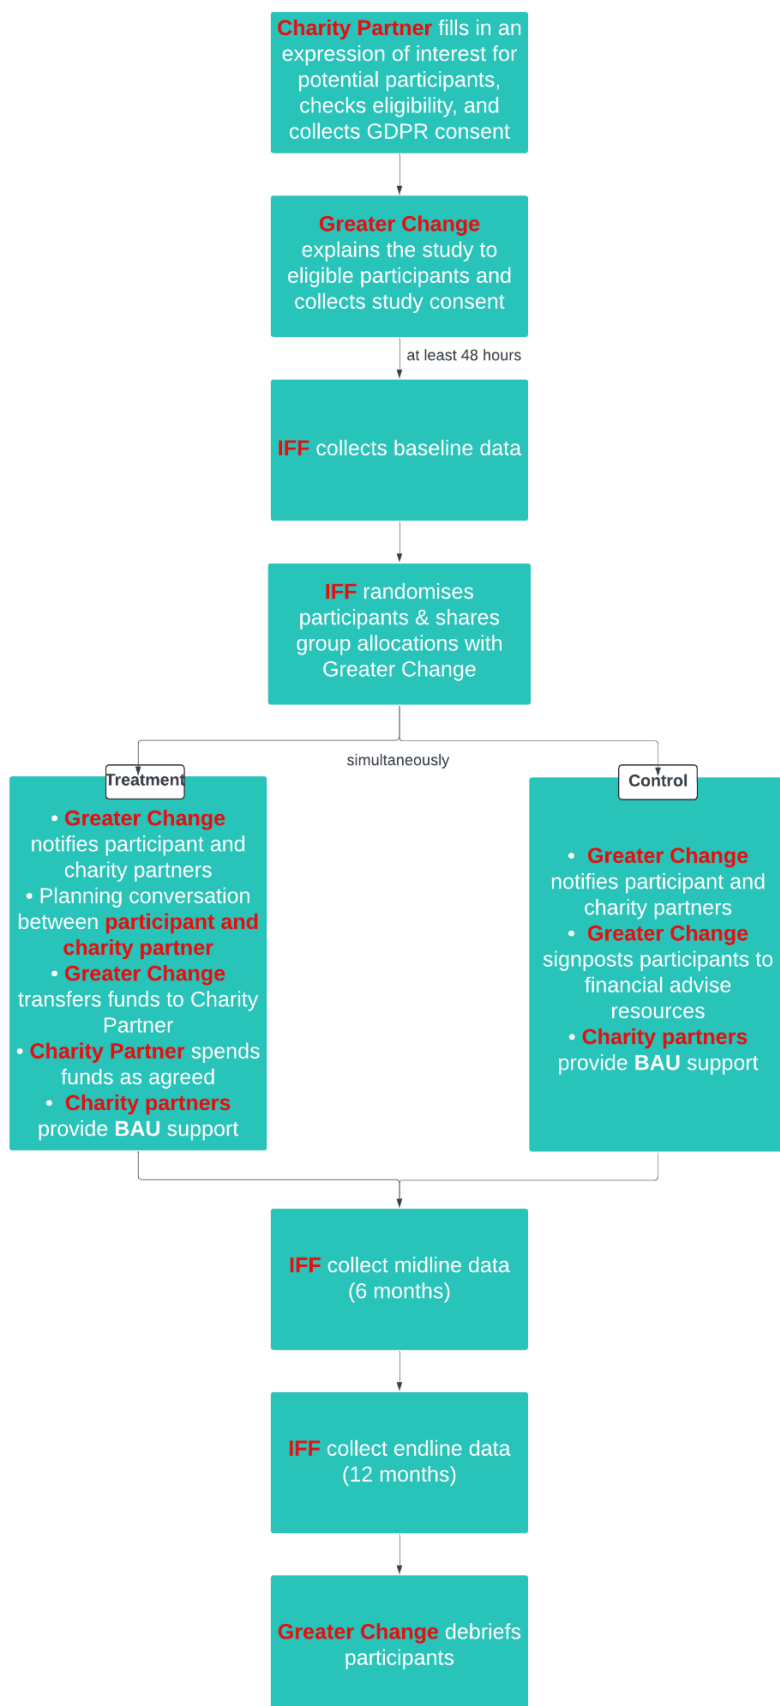 Charity Partner fills in an
expression of interest for
potential participants,
checks eligibility, and
collects GDPR consent
Greater Change
explains the study to
eligible participants and
collects study consent
at least 48 hours
IFF collects baseline data
IFF randomises
participants & shares
group allocations with
Greater Change
simultaneously
Treatment
• Greater Change
notifies participant and
charity partners
• Planning conversation
between participant and
charity partner
• Greater Change
transfers funds to Charity
Partner
• Charity Partner spends
funds as agreed
• Charity partners
provide BAU support
Control
• Greater Change
notifies participant and
charity partners
• Greater Change
signposts participants to
financial advise
resources
• Charity partners
provide BAU support
IFF collect midline data
(6 months)
IFF collect endline data
(12 months)
Greater Change debriefs
participants